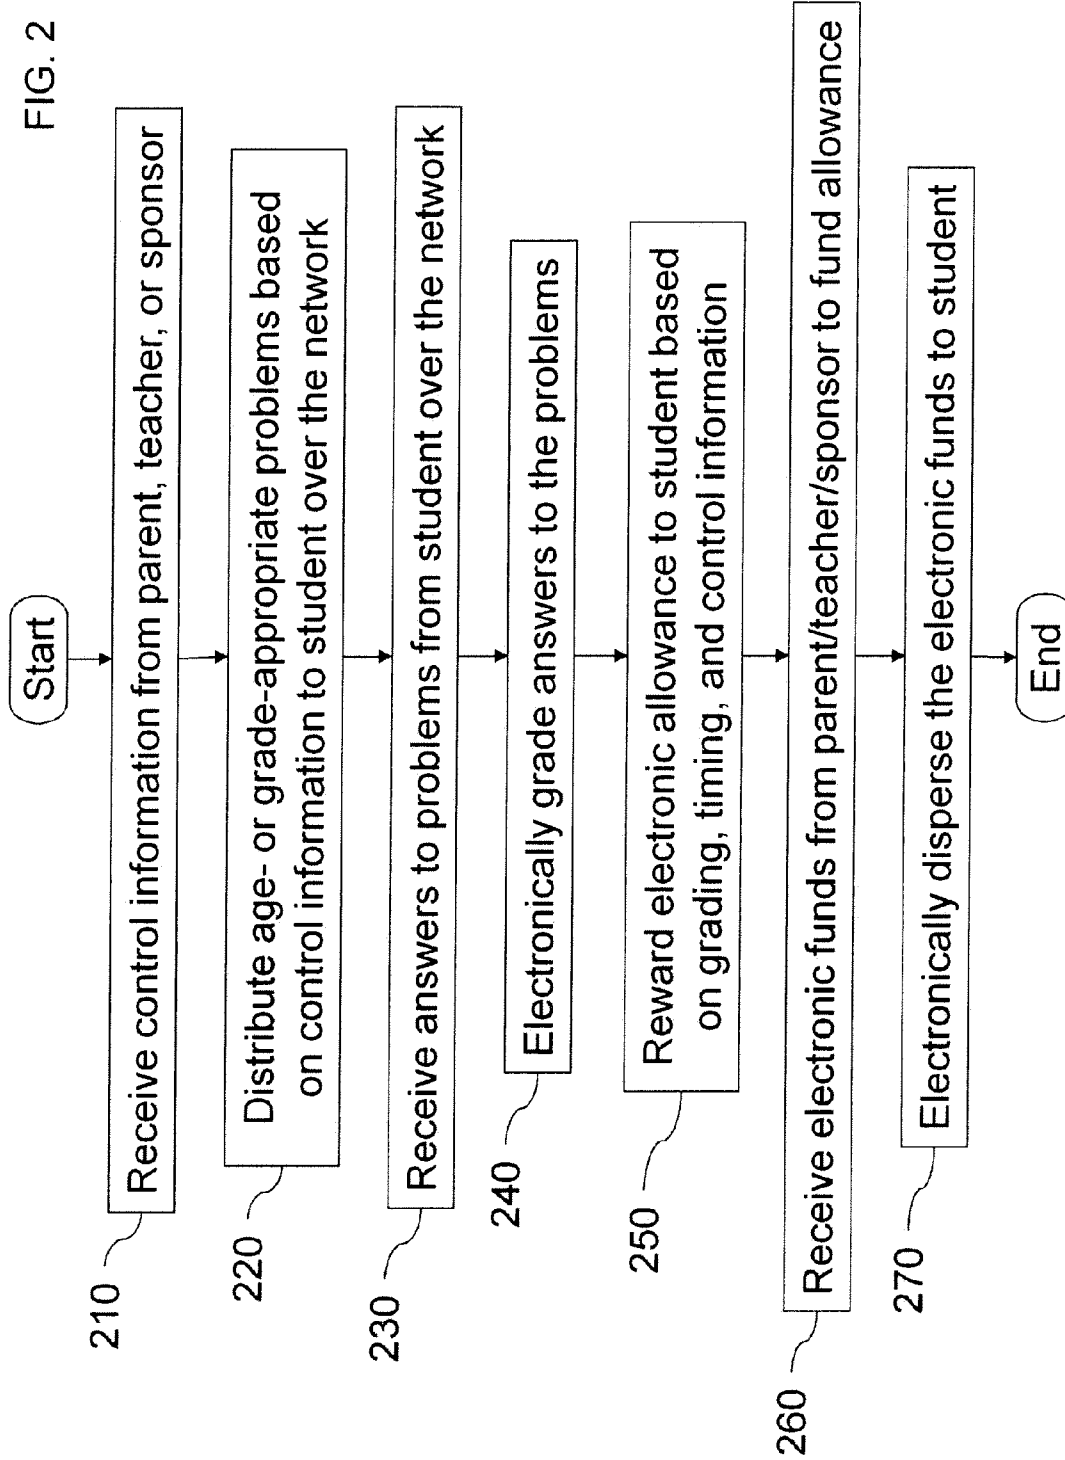 FIG. 2
Start
210
Receive control information from parent, teacher, or sponsor
220
Distribute age- or grade-appropriate problems based
on control information to student over the network
230
Receive answers to problems from student over the network
240
Electronically grade answers to the problems
250
Reward electronic allowance to student based
on grading, timing, and control information
260
Receive electronic funds from parent/teacher/sponsor to fund allowance
270
Electronically disperse the electronic funds to student
End